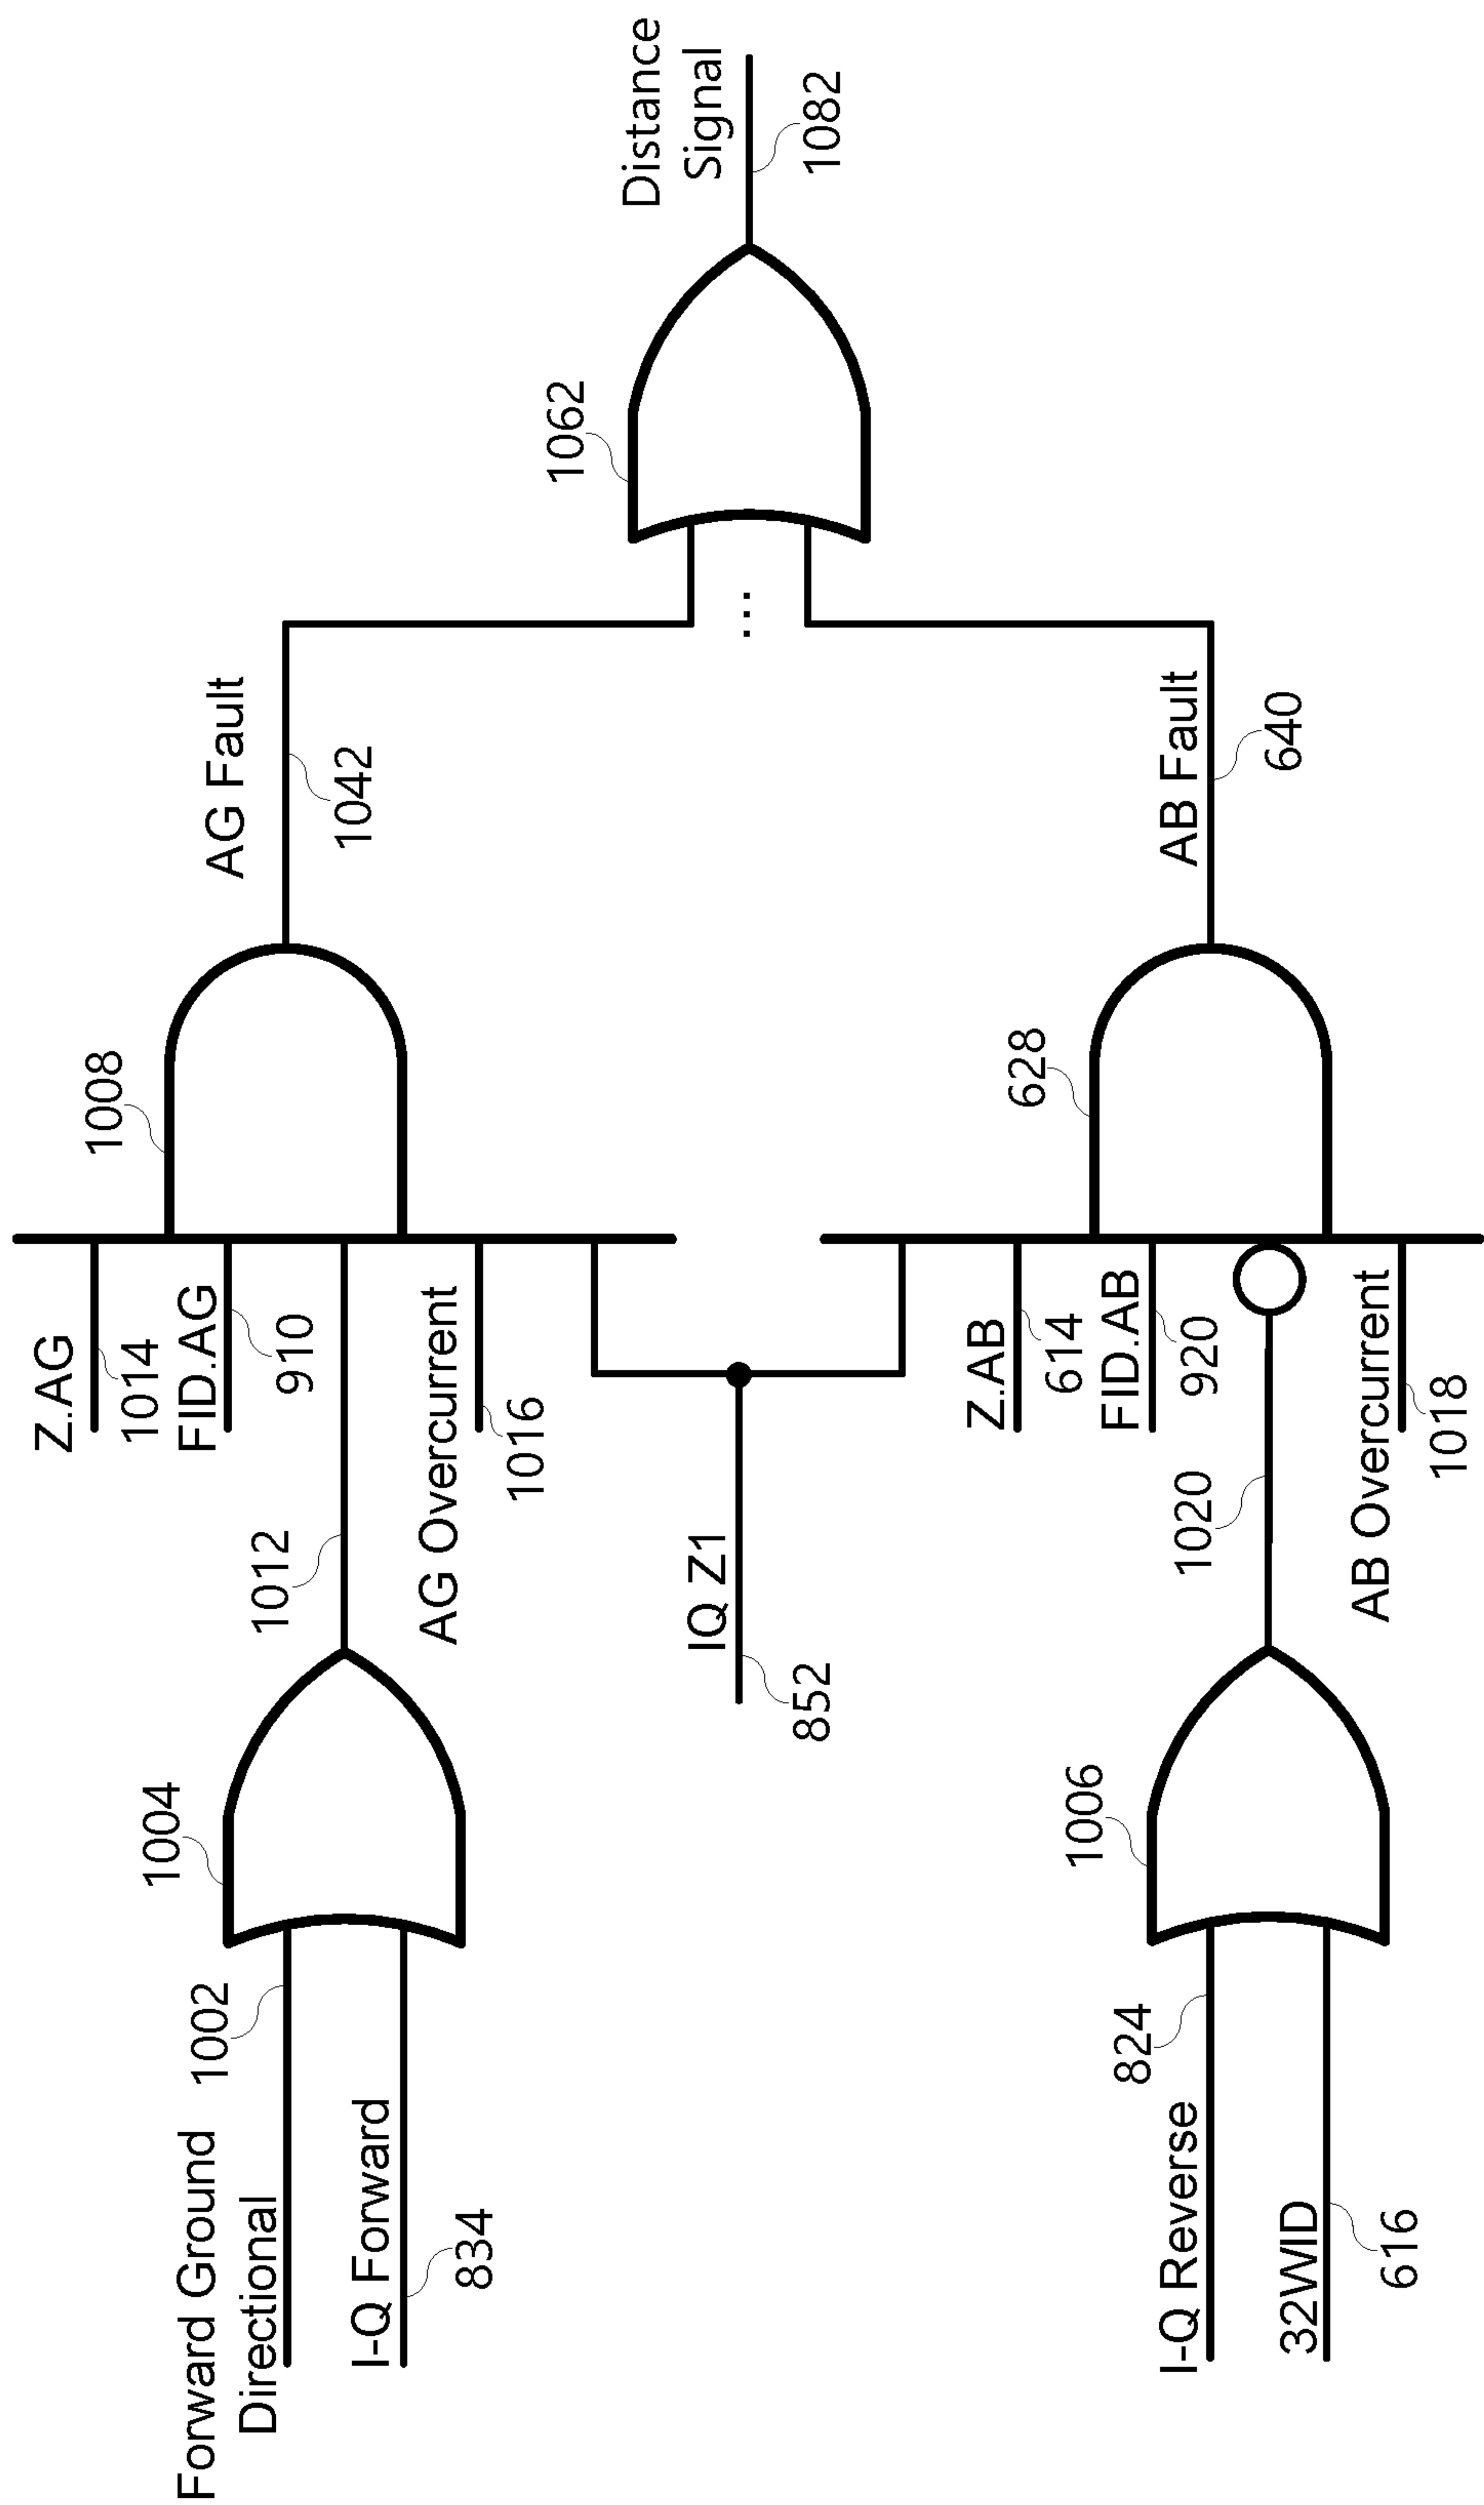 Forward Ground
Directional
1002
I-Q Forward
834
1004
1012
Z.AG
1014
FID.AG
910
AG Overcurrent
1016
1008
AG Fault
1042
IQ Z1
852
1062
Distance
Signal
1082
I-Q Reverse
824
32WID
616
1006
1020
Z.AB
614
FID.AB
920
AB Overcurrent
1018
628
AB Fault
640
...